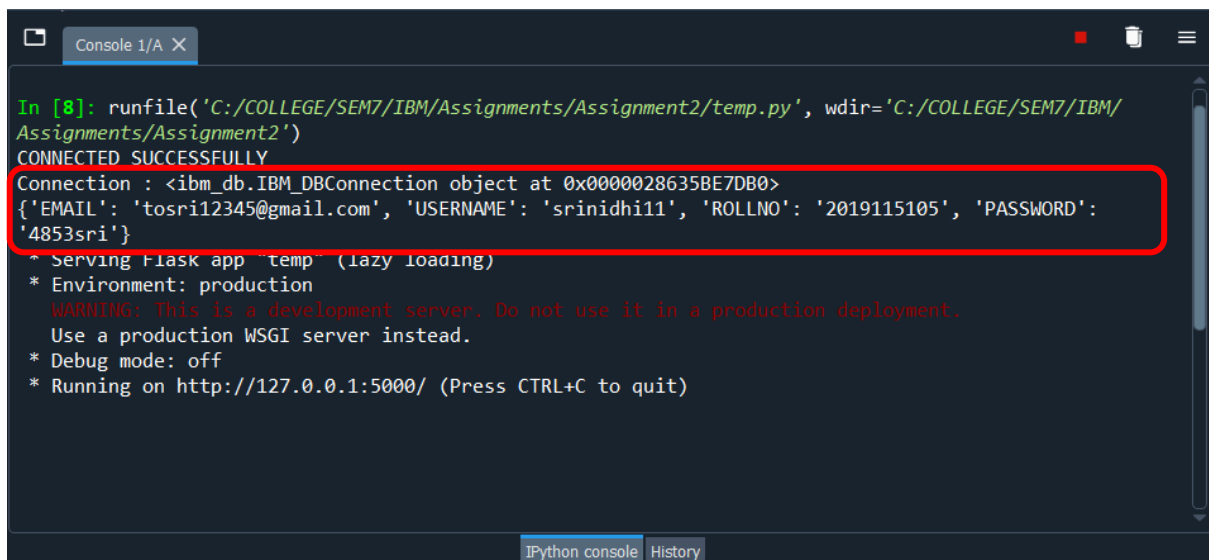 Console 1/A
In [8]: runfile('C:/COLLEGE/SEM7/IBM/Assignments/Assignment2/temp.py', wdir='C:/COLLEGE/SEM7/IBM/
Assignments/Assignment2')
CONNECTED SUCCESSFULLY
Connection : <ibm_db.IBM_DBConnection object at 0x0000028635BE7DB0>
{'EMAIL': 'tosri12345@gmail.com', 'USERNAME': 'srinidhi11', 'ROLLNO': '2019115105', 'PASSWORD':
'4853sri'}
* Serving Flask app "temp" (lazy loading)
* Environment: production
WARNING: This is a development server. Do not use it in a production deployment.
Use a production WSGI server instead.
* Debug mode: off
* Running on http://127.0.0.1:5000/ (Press CTRL+C to quit)
IPython console History